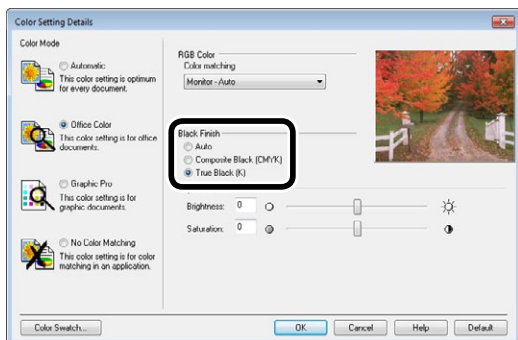 Color Setting Details
Color Mode
Automatic
This color setting is optimum
for every document.
Office Color
This color setting is for office
documents.
Graphic Pro
This color setting is for
graphic documents.
No Color Matching
This color setting is for color
matching in an application.
RGB Color
Color matching
Monitor - Auto
Black Finish
Auto
Composite Black (CMYK)
True Black (K)
Brightness: 0
Saturation: 0
Color Swatch... OK Cancel Help Default